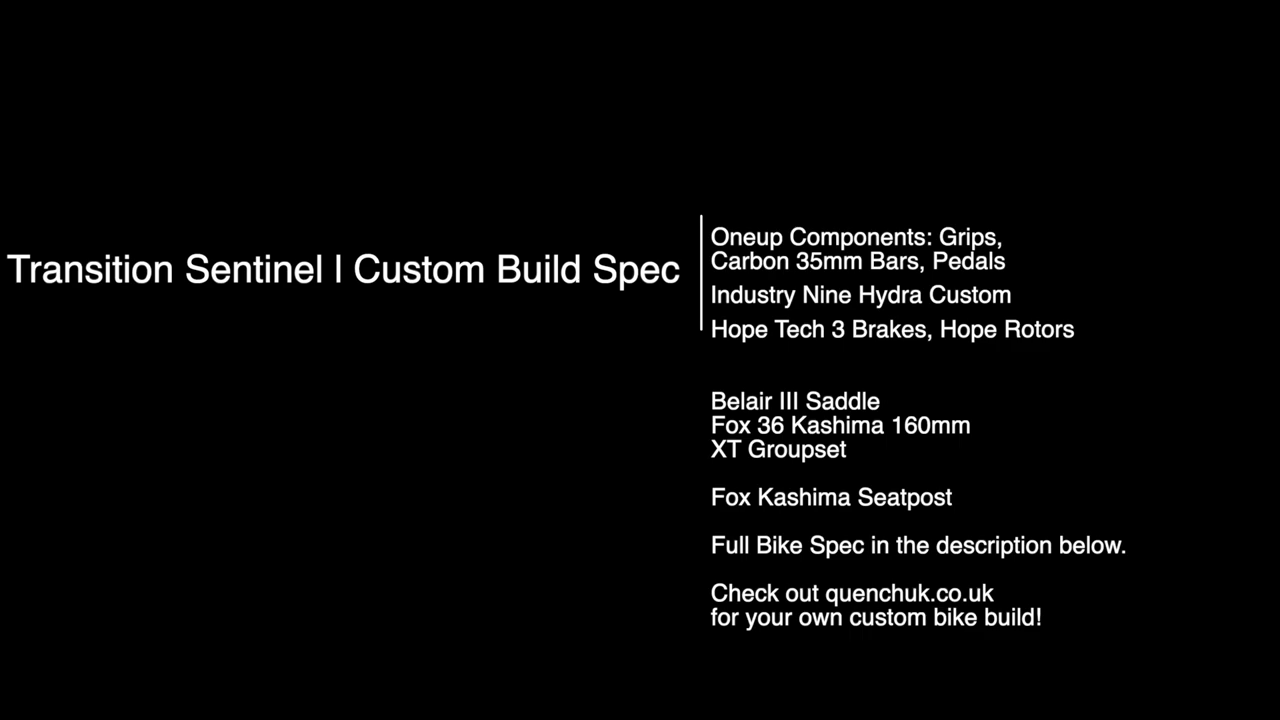 Transition Sentinel | Custom Build Spec
Oneup Components: Grips,
Carbon 35mm Bars, Pedals
Industry Nine Hydra Custom
Hope Tech 3 Brakes, Hope Rotors
Belair III Saddle
Fox 36 Kashima 160mm
XT Groupset
Fox Kashima Seatpost
Full Bike Spec in the description below.
Check out quenchuk.co.uk
for your own custom bike build!